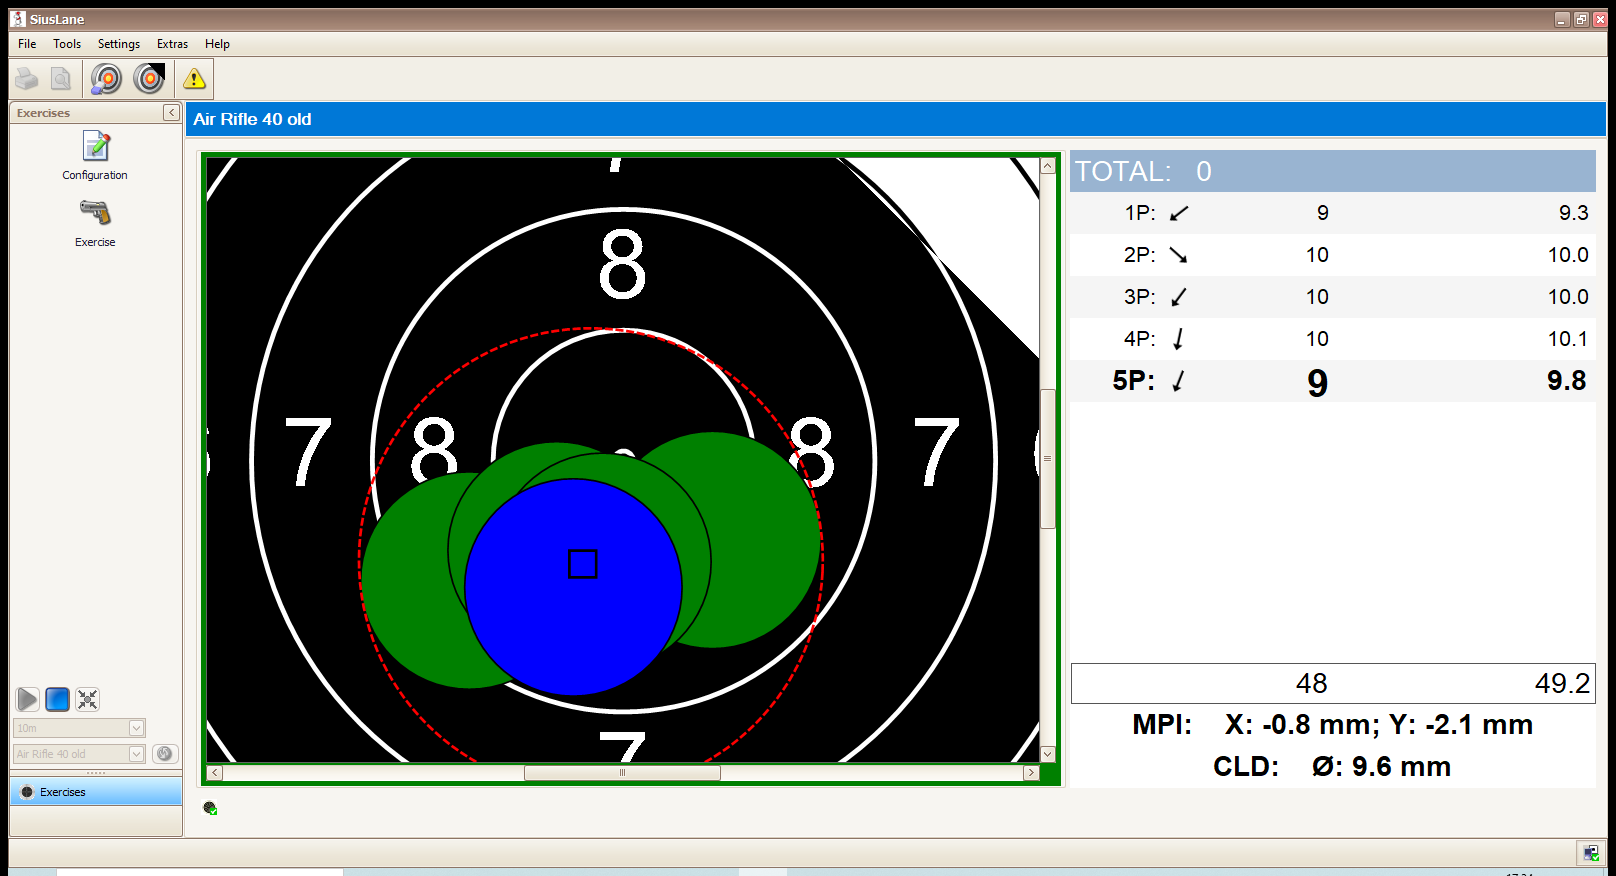 SiusLane
File Tools Settings Extras Help
Exercises
Configuration
Exercise
10m
Air Rifle 40 old
Exercises
Air Rifle 40 old
7
8
7 8 8 7
7
TOTAL: 0
1P: 9 9.3
2P: 10 10.0
3P: 10 10.0
4P: 10 10.1
5P: 9 9.8
48 49.2
MPI: X: -0.8 mm; Y: -2.1 mm
CLD: Ø: 9.6 mm